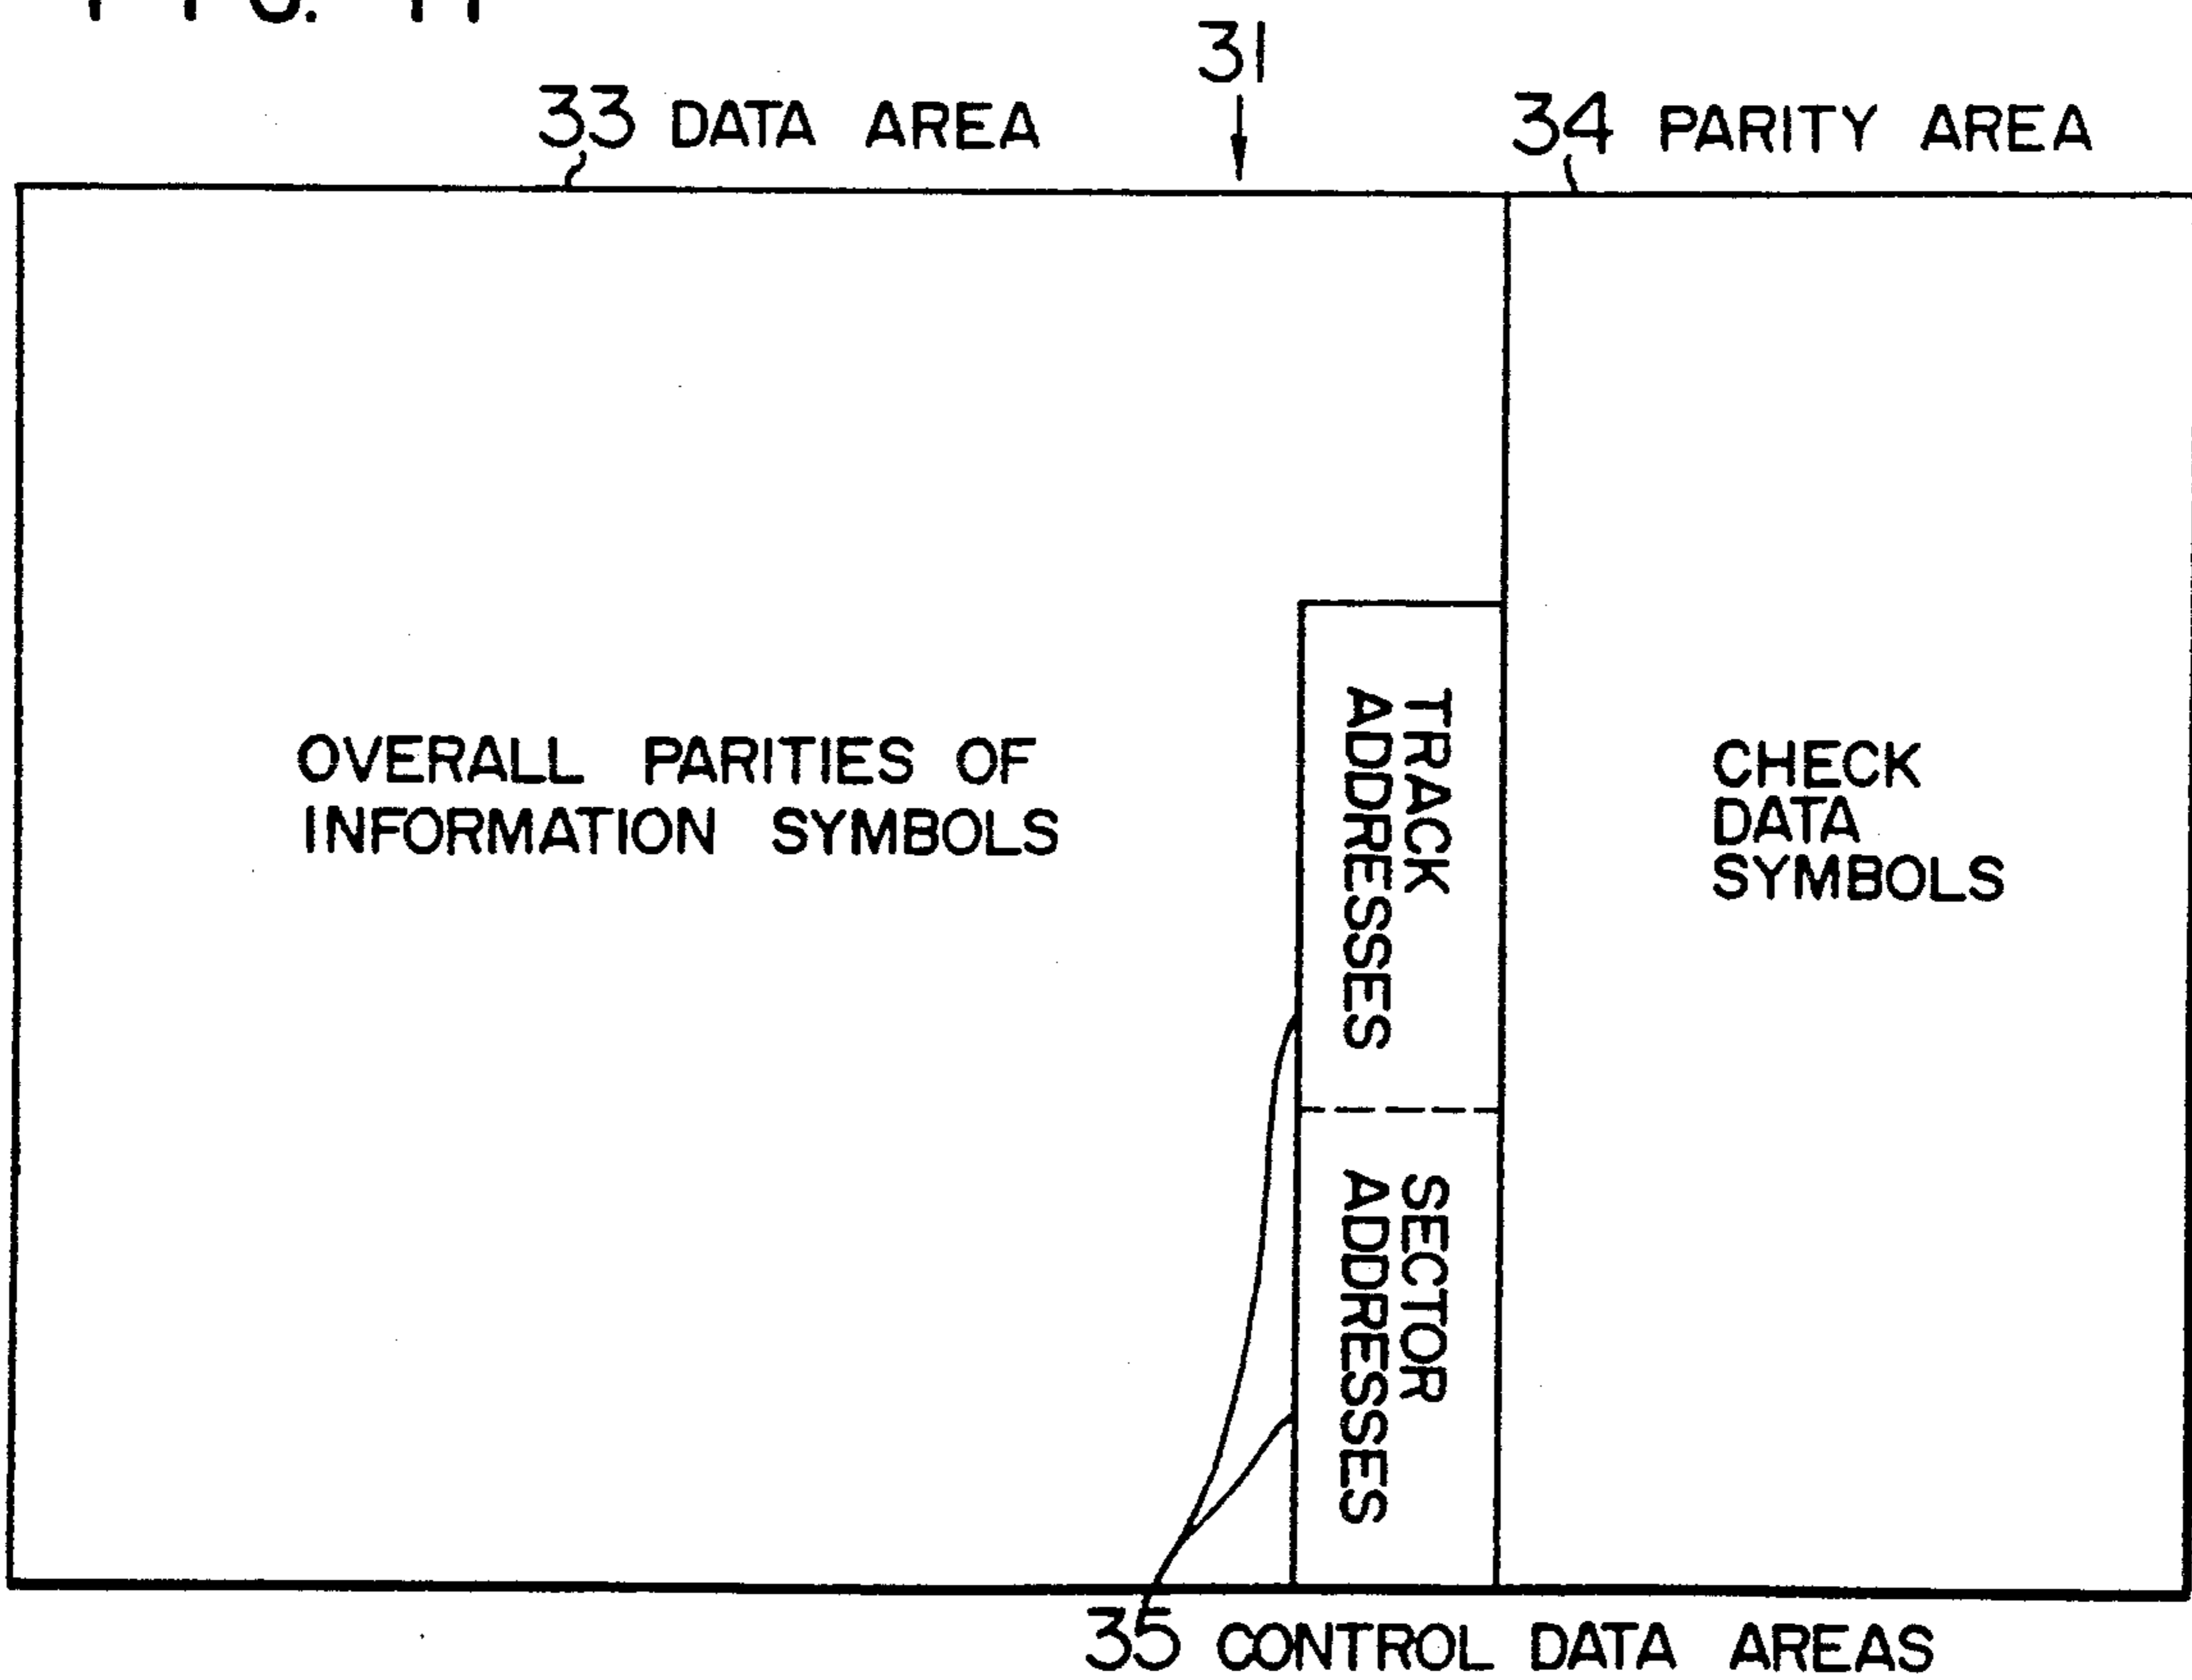 31
33 DATA AREA
34 PARITY AREA
OVERALL PARITIES OF
INFORMATION SYMBOLS
TRACK
ADDRESSES
SECTOR
ADDRESSES
CHECK
DATA
SYMBOLS
35 CONTROL DATA AREAS